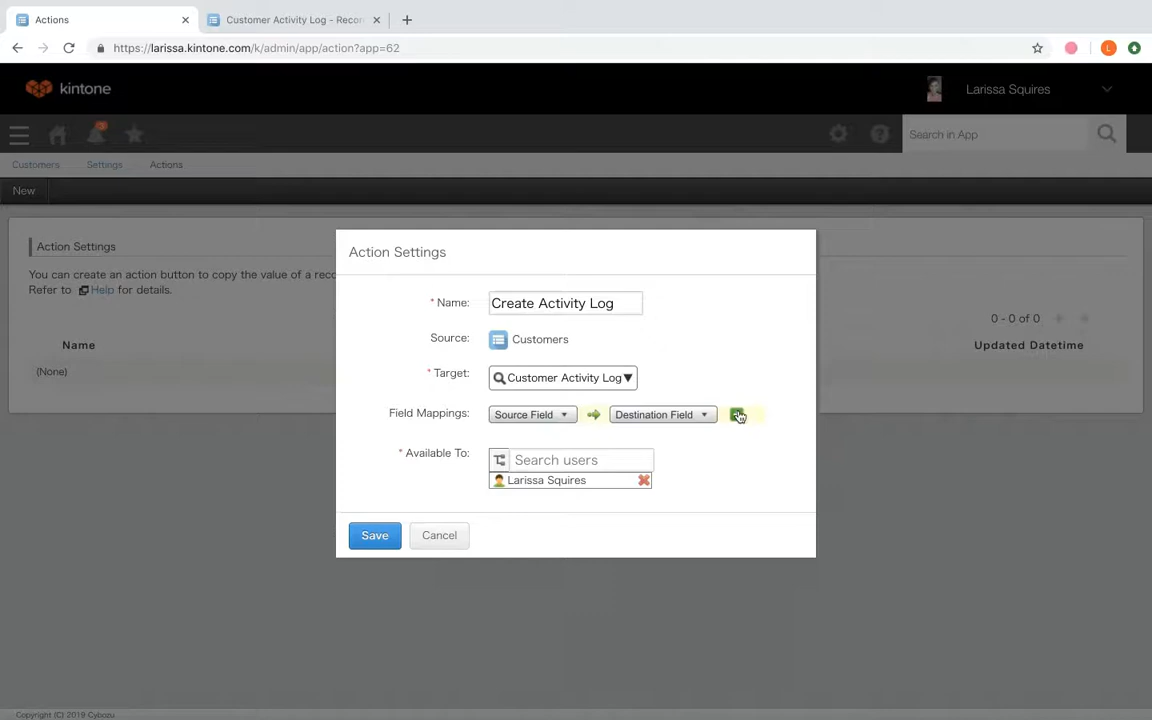 Actions
Customer Activity Log - Recor
https://larissa.kintone.com/k/admin/app/action?app=62
L
kintone
Larissa Squires
Search in App
Customers
Settings
Actions
New
Action Settings
You can create an action button to copy the value of a reco
Refer to Help for details.
0 - 0 of 0
Name
Updated Datetime
(None)
Action Settings
* Name: Create Activity Log
Source: Customers
* Target: Customer Activity Log ▼
Field Mappings: Source Field Destination Field
* Available To: Search users
Larissa Squires
Save Cancel
Copyright (C) 2019 Cybozu